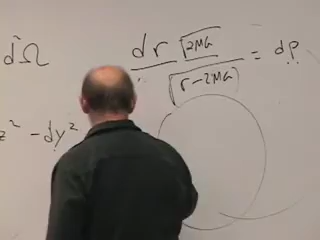 dΩ
dr √2MG / √(r-2MG) = dρ
z² - dy²